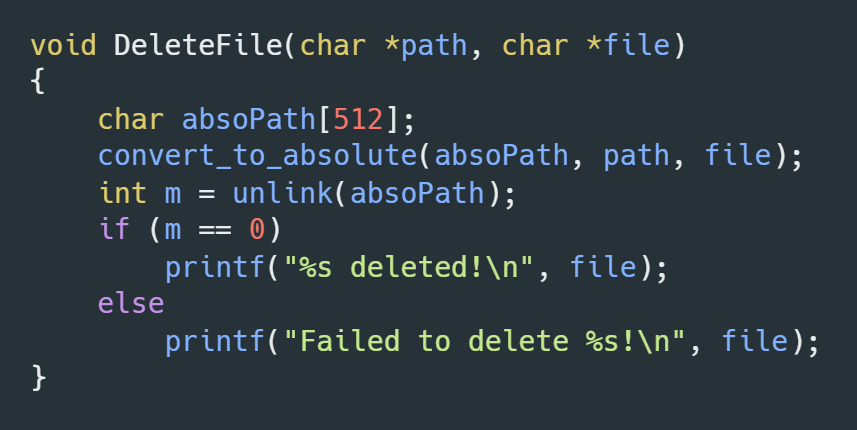 void DeleteFile(char *path, char *file)
{
    char absoPath[512];
    convert_to_absolute(absoPath, path, file);
    int m = unlink(absoPath);
    if (m == 0)
        printf("%s deleted!\n", file);
    else
        printf("Failed to delete %s!\n", file);
}